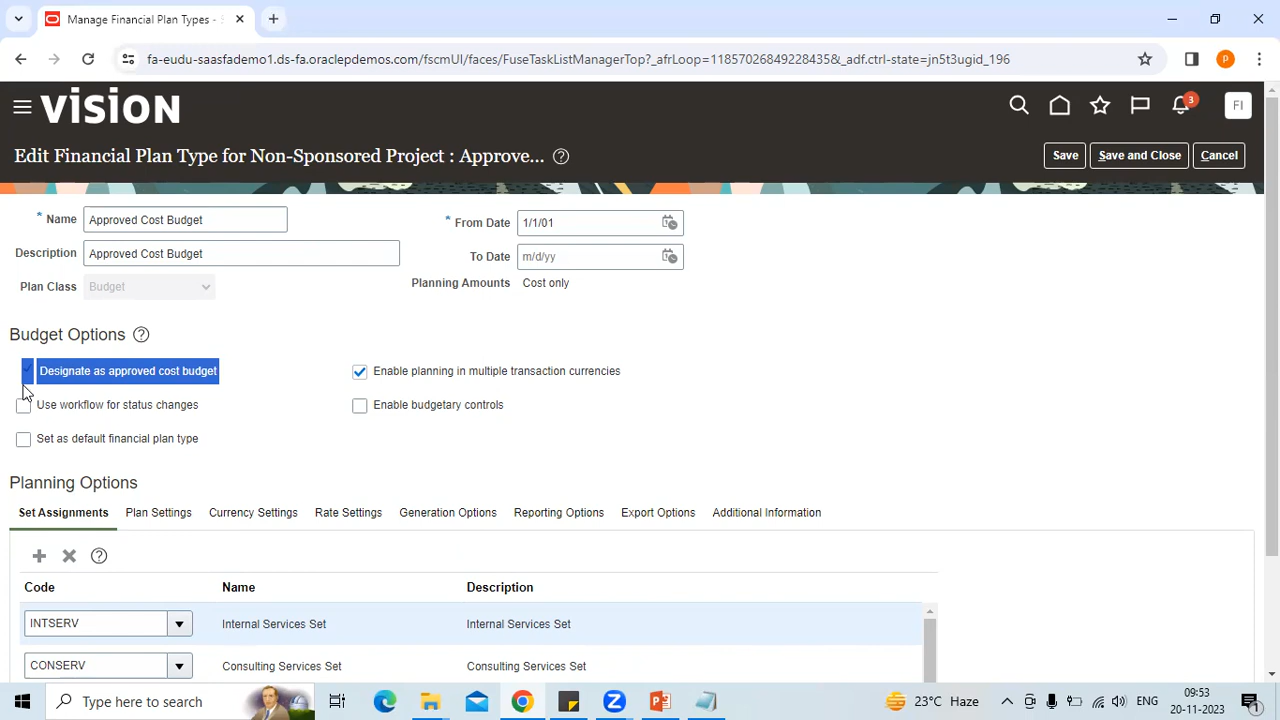 Manage Financial Plan Types -
fa-eudu-saasfademo1.ds-fa.oraclepdemos.com/fscmUI/faces/FuseTaskListManagerTop?_afrLoop=11857026849228435&_adf.ctrl-state=jn5t3ugid_196
P
VISION
3
FI
Edit Financial Plan Type for Non-Sponsored Project : Approve... ?
Save
Save and Close
Cancel
* Name Approved Cost Budget
* From Date 1/1/01
Description Approved Cost Budget
To Date m/d/yy
Plan Class Budget
Planning Amounts Cost only
Budget Options ?
Designate as approved cost budget
Enable planning in multiple transaction currencies
Use workflow for status changes
Enable budgetary controls
Set as default financial plan type
Planning Options
Set Assignments Plan Settings Currency Settings Rate Settings Generation Options Reporting Options Export Options Additional Information
?
Code Name Description
INTSERV Internal Services Set Internal Services Set
CONSERV Consulting Services Set Consulting Services Set
Type here to search
23°C Haze
ENG
09:53
20-11-2023
1